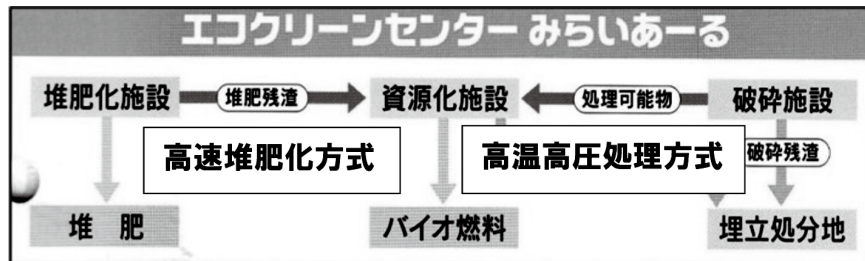 エコクリーンセンター みらいあーる
堆肥化施設 堆肥残渣 資源化施設 処理可能物 破砕施設
高速堆肥化方式 高温高圧処理方式 破砕残渣
堆 肥 バイオ燃料 埋立処分地